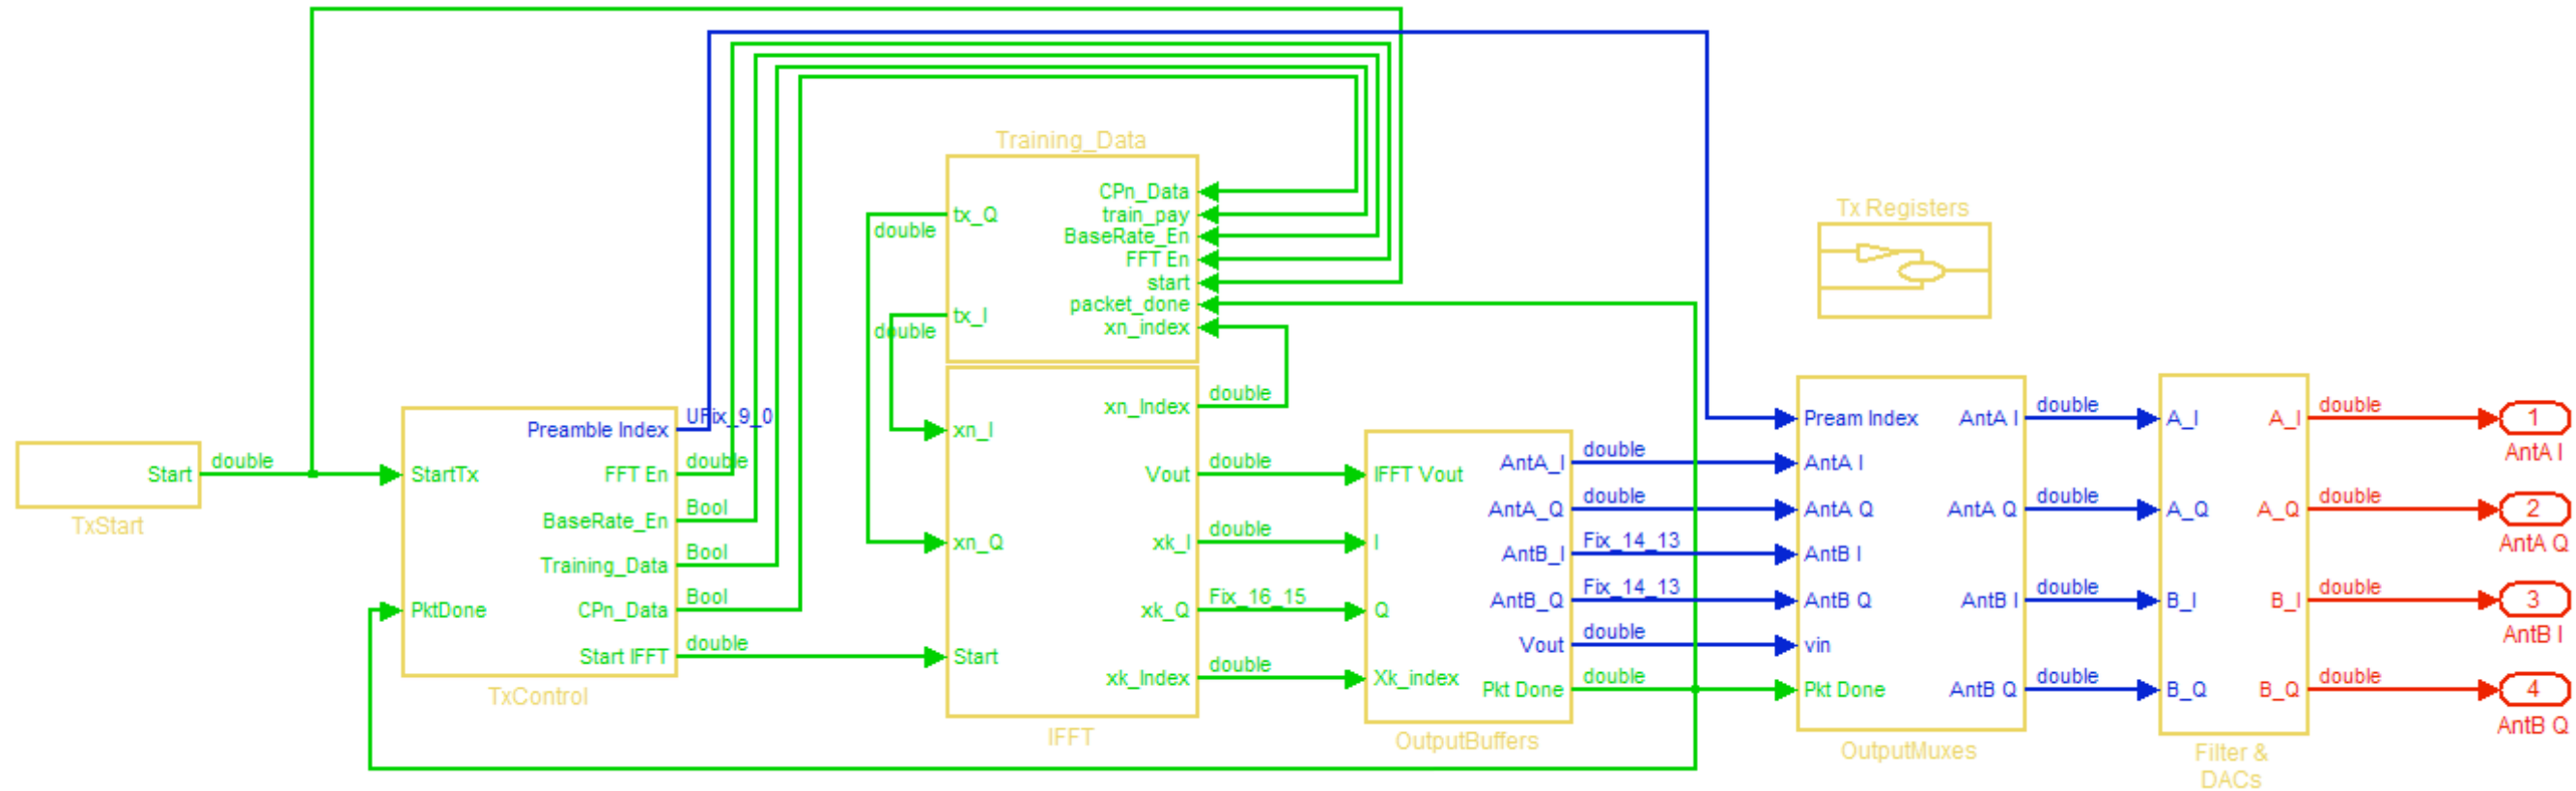 Start
double
TxStart
StartTx
PktDone
Preamble Index
FFT En
BaseRate_En
Training_Data
CPn_Data
Start IFFT
TxControl
UFix_9_0
double
Bool
Bool
Bool
double
Training_Data
tx_Q
tx_I
double
double
CPn_Data
train_pay
BaseRate_En
FFT En
start
packet_done
xn_index
xn_I
xn_Q
Start
xn_Index
Vout
xk_I
xk_Q
xk_Index
IFFT
double
double
double
Fix_16_15
double
IFFT Vout
I
Q
Xk_index
AntA_I
AntA_Q
AntB_I
AntB_Q
Vout
Pkt Done
OutputBuffers
double
double
Fix_14_13
Fix_14_13
double
double
Tx Registers
Pream Index
AntA I
AntA Q
AntB I
AntB Q
vin
Pkt Done
AntA I
AntA Q
AntB I
AntB Q
OutputMuxes
double
double
double
double
A_I
A_Q
B_I
B_Q
A_I
A_Q
B_I
B_Q
Filter &
DACs
double
double
double
double
1
AntA I
2
AntA Q
3
AntB I
4
AntB Q